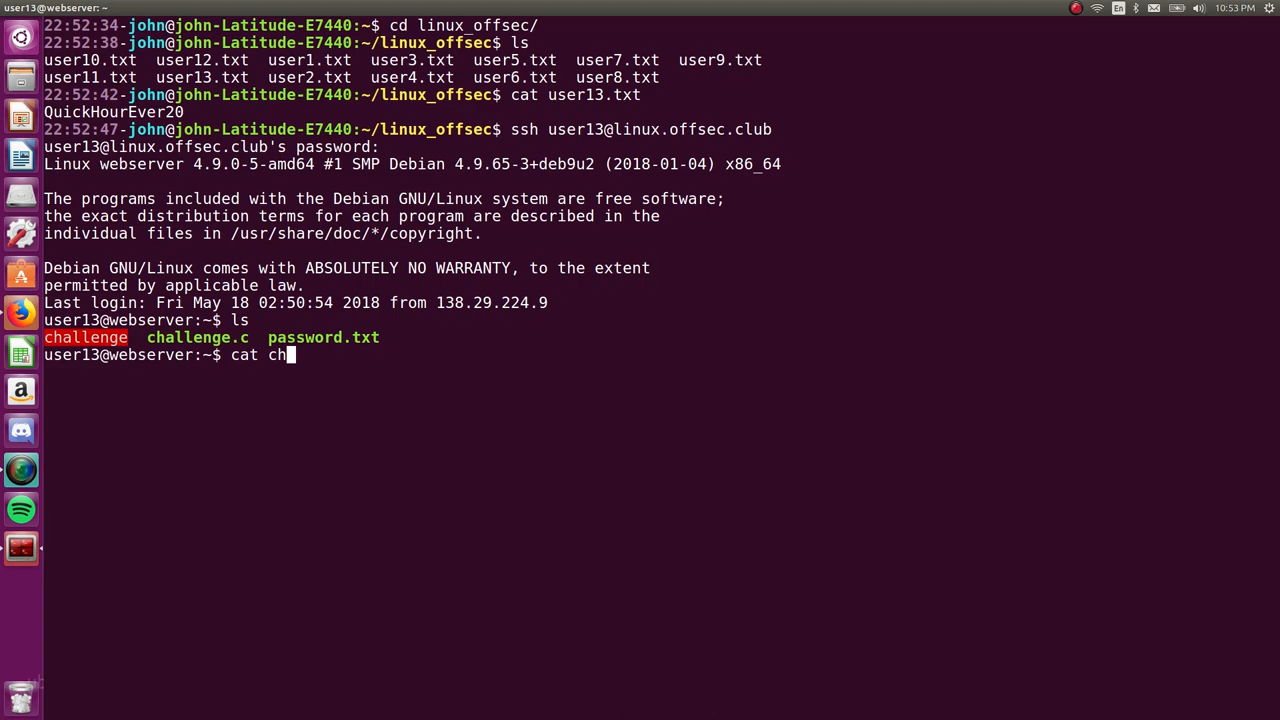 user13@webserver: ~
En
10:53 PM
22:52:34-john@john-Latitude-E7440:~$ cd linux_offsec/
22:52:38-john@john-Latitude-E7440:~/linux_offsec$ ls
user10.txt  user12.txt  user1.txt  user3.txt  user5.txt  user7.txt  user9.txt
user11.txt  user13.txt  user2.txt  user4.txt  user6.txt  user8.txt
22:52:42-john@john-Latitude-E7440:~/linux_offsec$ cat user13.txt
QuickHourEver20
22:52:47-john@john-Latitude-E7440:~/linux_offsec$ ssh user13@linux.offsec.club
user13@linux.offsec.club's password:
Linux webserver 4.9.0-5-amd64 #1 SMP Debian 4.9.65-3+deb9u2 (2018-01-04) x86_64
The programs included with the Debian GNU/Linux system are free software;
the exact distribution terms for each program are described in the
individual files in /usr/share/doc/*/copyright.
Debian GNU/Linux comes with ABSOLUTELY NO WARRANTY, to the extent
permitted by applicable law.
Last login: Fri May 18 02:50:54 2018 from 138.29.224.9
user13@webserver:~$ ls
challenge  challenge.c  password.txt
user13@webserver:~$ cat ch